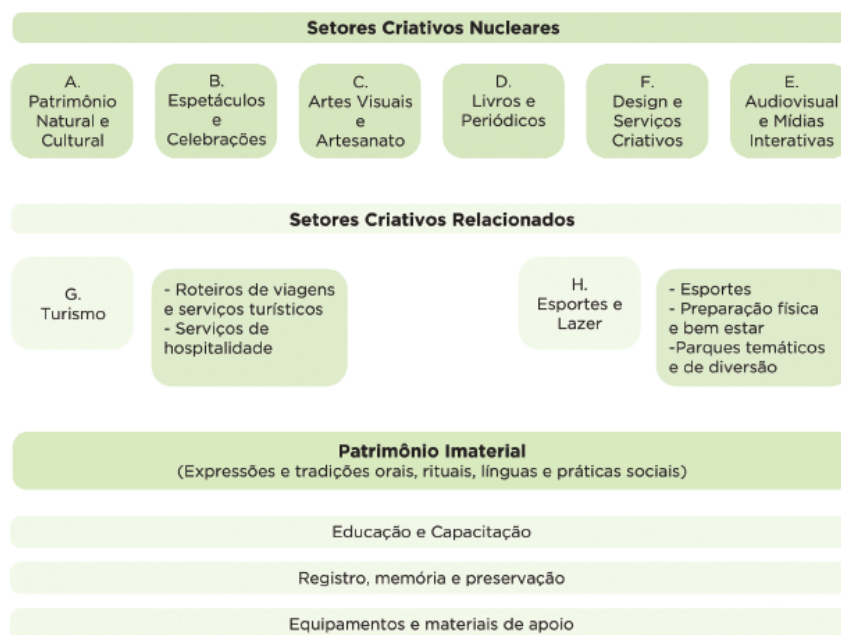 Setores Criativos Nucleares
A.
Patrimônio
Natural e
Cultural
B.
Espetáculos
e
Celebrações
C.
Artes Visuais
e
Artesanato
D.
Livros e
Periódicos
F.
Design e
Serviços
Criativos
E.
Audiovisual
e Mídias
Interativas
Setores Criativos Relacionados
G.
Turismo
- Roteiros de viagens
e serviços turísticos
- Serviços de
hospitalidade
H.
Esportes e
Lazer
- Esportes
- Preparação física
e bem estar
-Parques temáticos
e de diversão
Patrimônio Imaterial
(Expressões e tradições orais, rituais, línguas e práticas sociais)
Educação e Capacitação
Registro, memória e preservação
Equipamentos e materiais de apoio